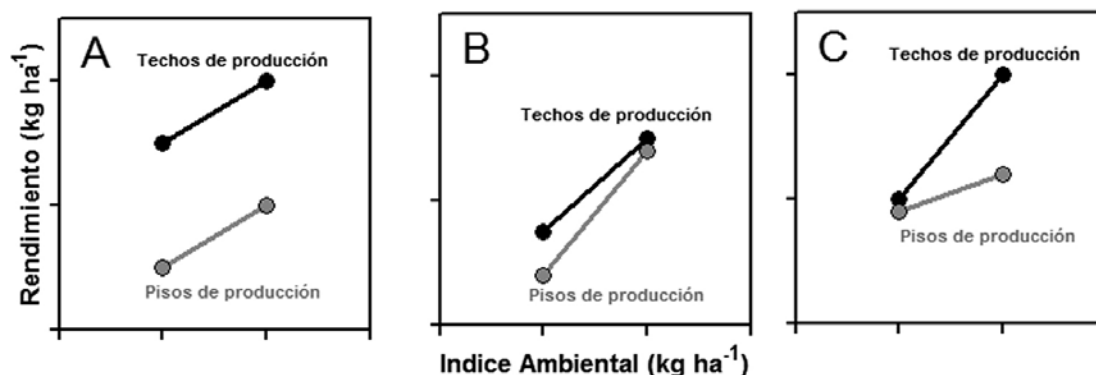 A
Techos de producción
Pisos de producción
B
Techos de producción
Pisos de producción
C
Techos de producción
Pisos de producción
Rendimiento (kg ha⁻¹)
Indice Ambiental (kg ha⁻¹)